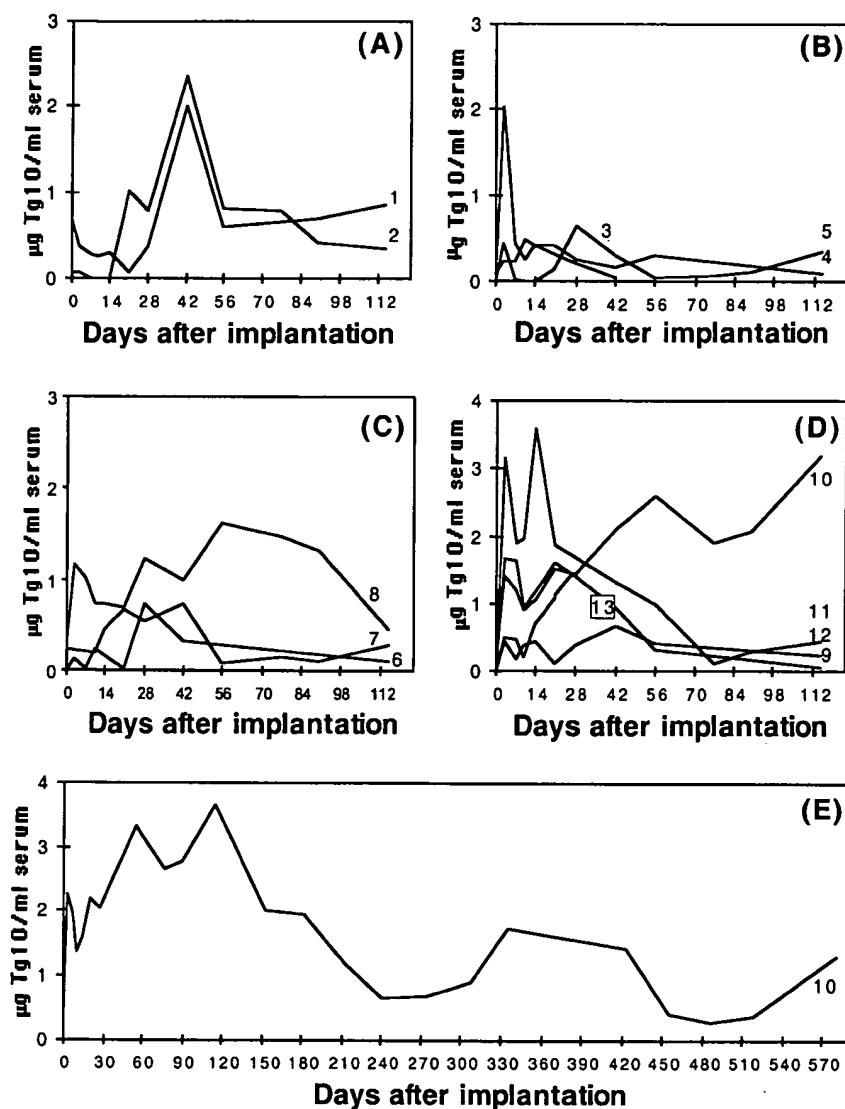 (A)
µg Tg10/ml serum
3
2
1
0
1
2
0 14 28 42 56 70 84 98 112
Days after implantation
(B)
µg Tg10/ml serum
3
2
1
0
3
5
4
0 14 28 42 56 70 84 98 112
Days after implantation
(C)
µg Tg10/ml serum
3
2
1
0
8
7
6
0 14 28 42 56 70 84 98 112
Days after implantation
(D)
µg Tg10/ml serum
4
3
2
1
0
10
13
11
12
9
0 14 28 42 56 70 84 98 112
Days after implantation
(E)
µg Tg10/ml serum
4
3
2
1
0
10
0 30 60 90 120 150 180 210 240 270 300 330 360 390 420 450 480 510 540 570
Days after implantation